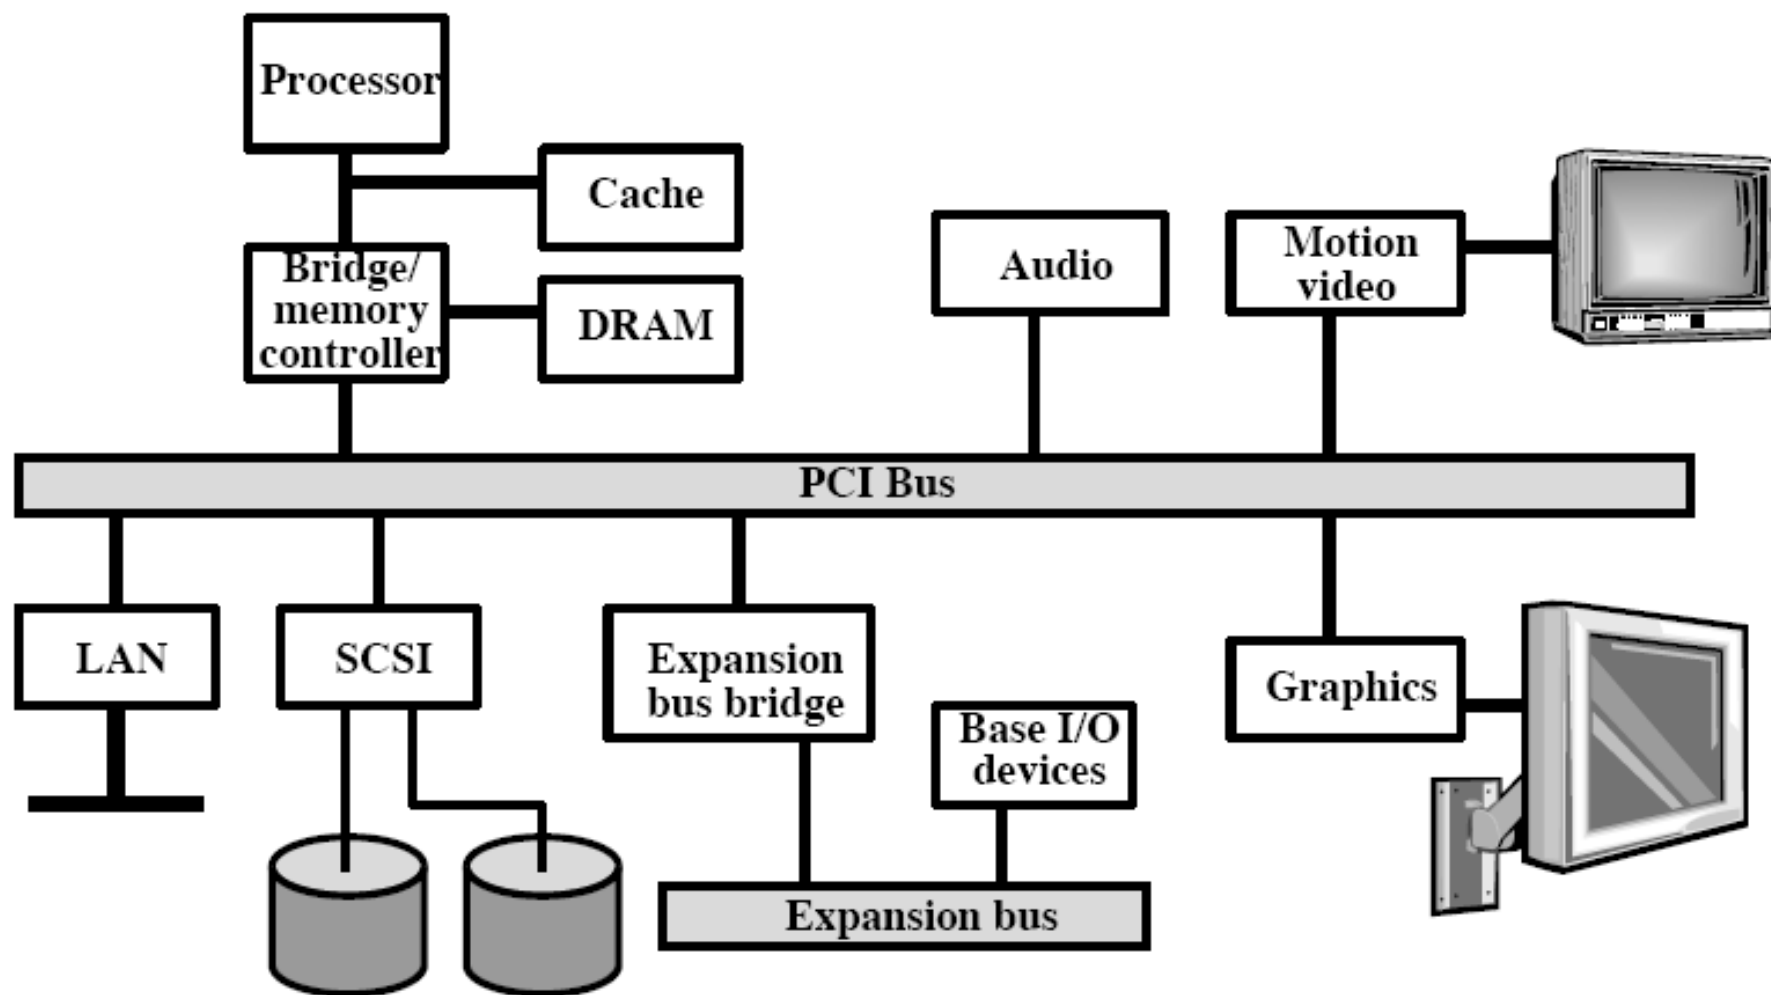 Processor
Cache
Bridge/
memory
controller
DRAM
Audio
Motion
video
PCI Bus
LAN
SCSI
Expansion
bus bridge
Base I/O
devices
Graphics
Expansion bus